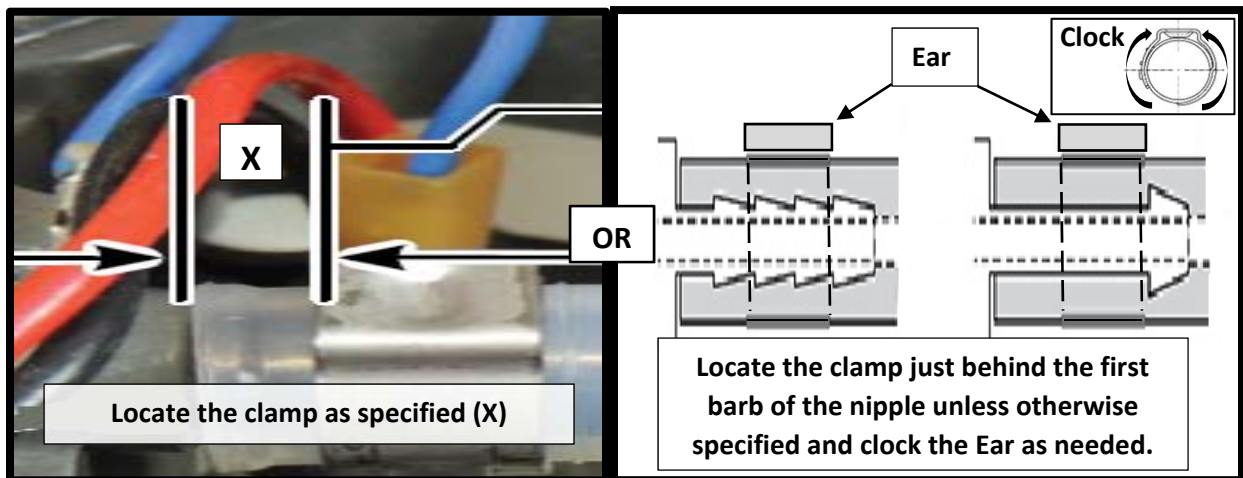 X
Locate the clamp as specified (X)
OR
Ear
Clock
Locate the clamp just behind the first
barb of the nipple unless otherwise
specified and clock the Ear as needed.